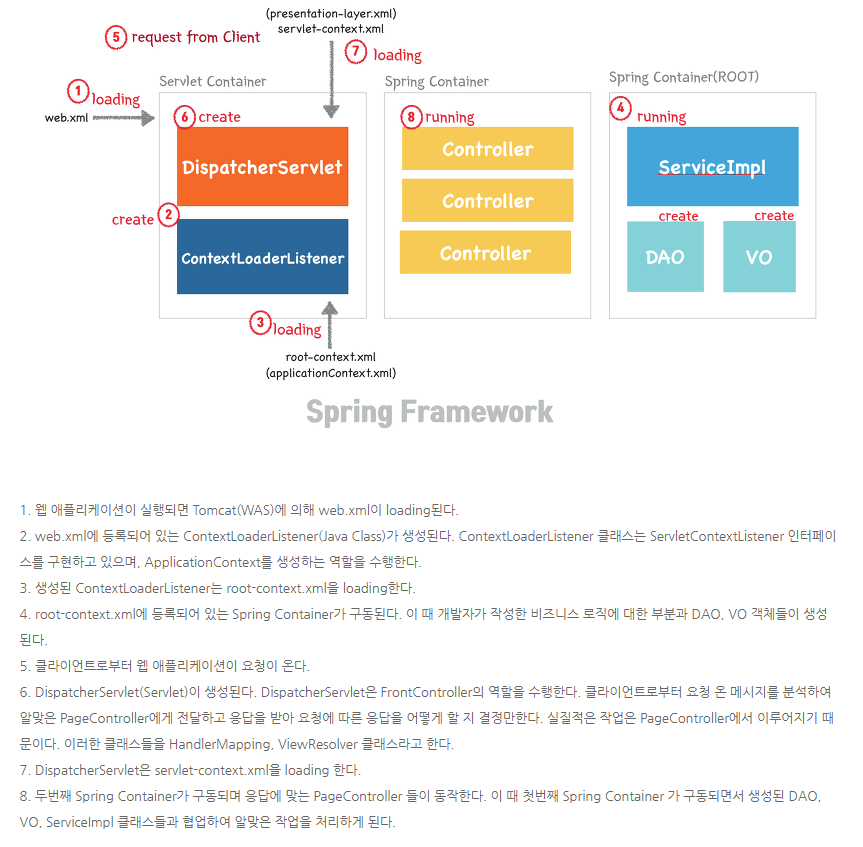 (presentation-layer.xml)
servlet-context.xml
5 request from Client
7 loading
Servlet Container
Spring Container
Spring Container(ROOT)
1 loading
web.xml
6 create
8 running
4 running
DispatcherServlet
Controller
ServiceImpl
Controller
create 2
create
create
ContextLoaderListener
Controller
DAO
VO
3 loading
root-context.xml
(applicationContext.xml)
Spring Framework
1. 웹 애플리케이션이 실행되면 Tomcat(WAS)에 의해 web.xml이 loading된다.
2. web.xml에 등록되어 있는 ContextLoaderListener(Java Class)가 생성된다. ContextLoaderListener 클래스는 ServletContextListener 인터페이
스를 구현하고 있으며, ApplicationContext를 생성하는 역할을 수행한다.
3. 생성된 ContextLoaderListener는 root-context.xml을 loading한다.
4. root-context.xml에 등록되어 있는 Spring Container가 구동된다. 이 때 개발자가 작성한 비즈니스 로직에 대한 부분과 DAO, VO 객체들이 생성
된다.
5. 클라이언트로부터 웹 애플리케이션이 요청이 온다.
6. DispatcherServlet(Servlet)이 생성된다. DispatcherServlet은 FrontController의 역할을 수행한다. 클라이언트로부터 요청 온 메시지를 분석하여
알맞은 PageController에게 전달하고 응답을 받아 요청에 따른 응답을 어떻게 할 지 결정만한다. 실질적은 작업은 PageController에서 이루어지기 때
문이다. 이러한 클래스들을 HandlerMapping, ViewResolver 클래스라고 한다.
7. DispatcherServlet은 servlet-context.xml을 loading 한다.
8. 두번째 Spring Container가 구동되며 응답에 맞는 PageController 들이 동작한다. 이 때 첫번째 Spring Container 가 구동되면서 생성된 DAO,
VO, ServiceImpl 클래스들과 협업하여 알맞은 작업을 처리하게 된다.